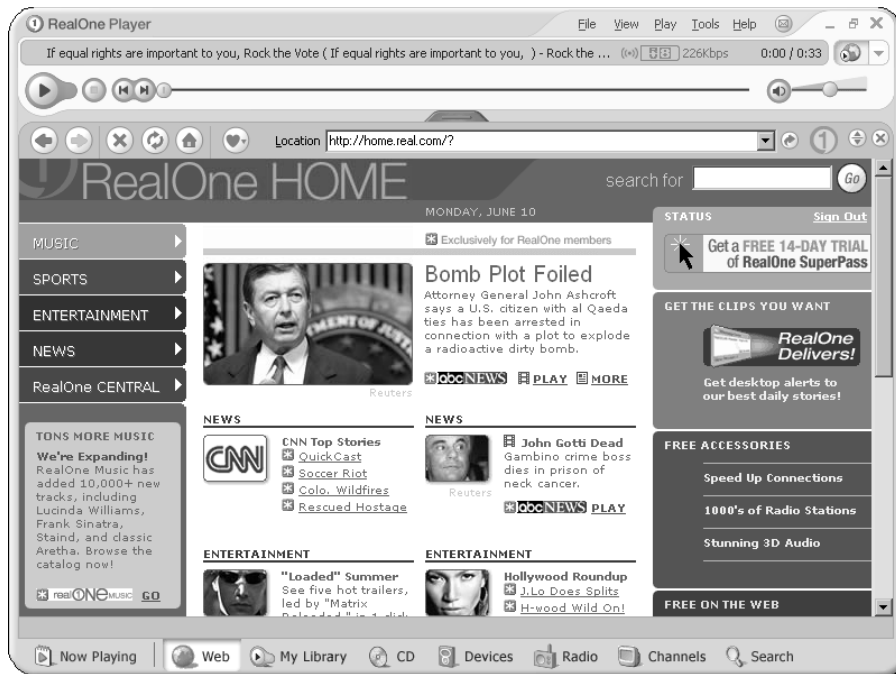 RealOne Player
File View Play Tools Help
If equal rights are important to you, Rock the Vote ( If equal rights are important to you, ) - Rock the ... 226Kbps 0:00 / 0:33
Location http://home.real.com/?
RealOne HOME
search for Go
MONDAY, JUNE 10
MUSIC
SPORTS
ENTERTAINMENT
NEWS
RealOne CENTRAL
TONS MORE MUSIC
We're Expanding!
RealOne Music has
added 10,000+ new
tracks, including
Lucinda Williams,
Frank Sinatra,
Staind, and classic
Aretha. Browse the
catalog now!
real ONE MUSIC GO
Exclusively for RealOne members
Bomb Plot Foiled
Attorney General John Ashcroft
says a U.S. citizen with al Qaeda
ties has been arrested in
connection with a plot to explode
a radioactive dirty bomb.
abcNEWS PLAY MORE
Reuters
NEWS
CNN
CNN Top Stories
QuickCast
Soccer Riot
Colo. Wildfires
Rescued Hostage
NEWS
John Gotti Dead
Gambino crime boss
dies in prison of
neck cancer.
Reuters
abcNEWS PLAY
ENTERTAINMENT
"Loaded" Summer
See five hot trailers,
led by "Matrix
Reloaded," in 1 click
ENTERTAINMENT
Hollywood Roundup
J.Lo Does Splits
H-wood Wild On!
STATUS Sign Out
Get a FREE 14-DAY TRIAL
of RealOne SuperPass
GET THE CLIPS YOU WANT
RealOne
Delivers!
Get desktop alerts to
our best daily stories!
FREE ACCESSORIES
Speed Up Connections
1000's of Radio Stations
Stunning 3D Audio
FREE ON THE WEB
Now Playing Web My Library CD Devices Radio Channels Search